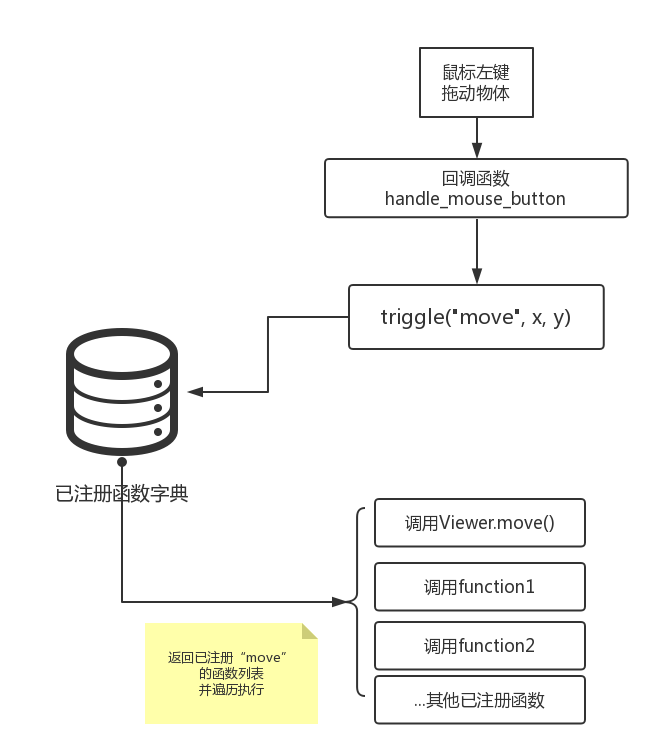 鼠标左键
拖动物体
回调函数
handle_mouse_button
triggle("move", x, y)
已注册函数字典
调用Viewer.move()
调用function1
调用function2
...其他已注册函数
返回已注册“move”
的函数列表
并遍历执行